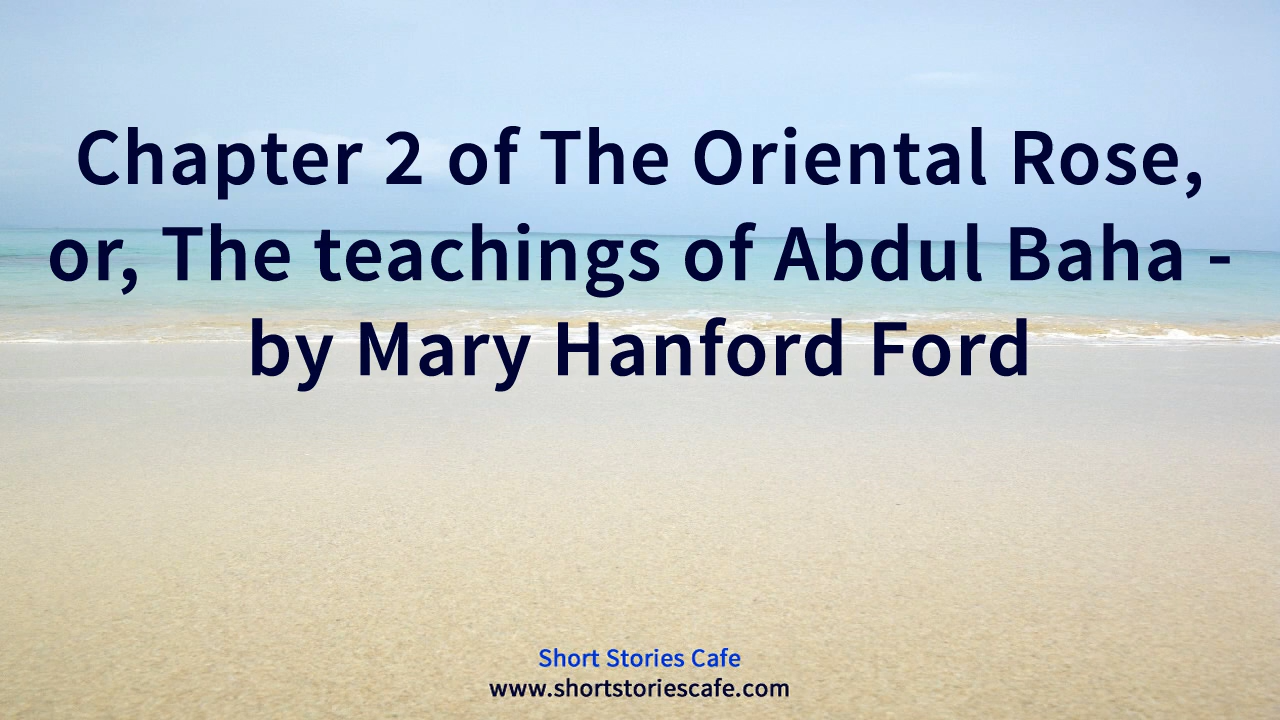 Chapter 2 of The Oriental Rose,
or, The teachings of Abdul Baha -
by Mary Hanford Ford
Short Stories Cafe
www.shortstoriescafe.com